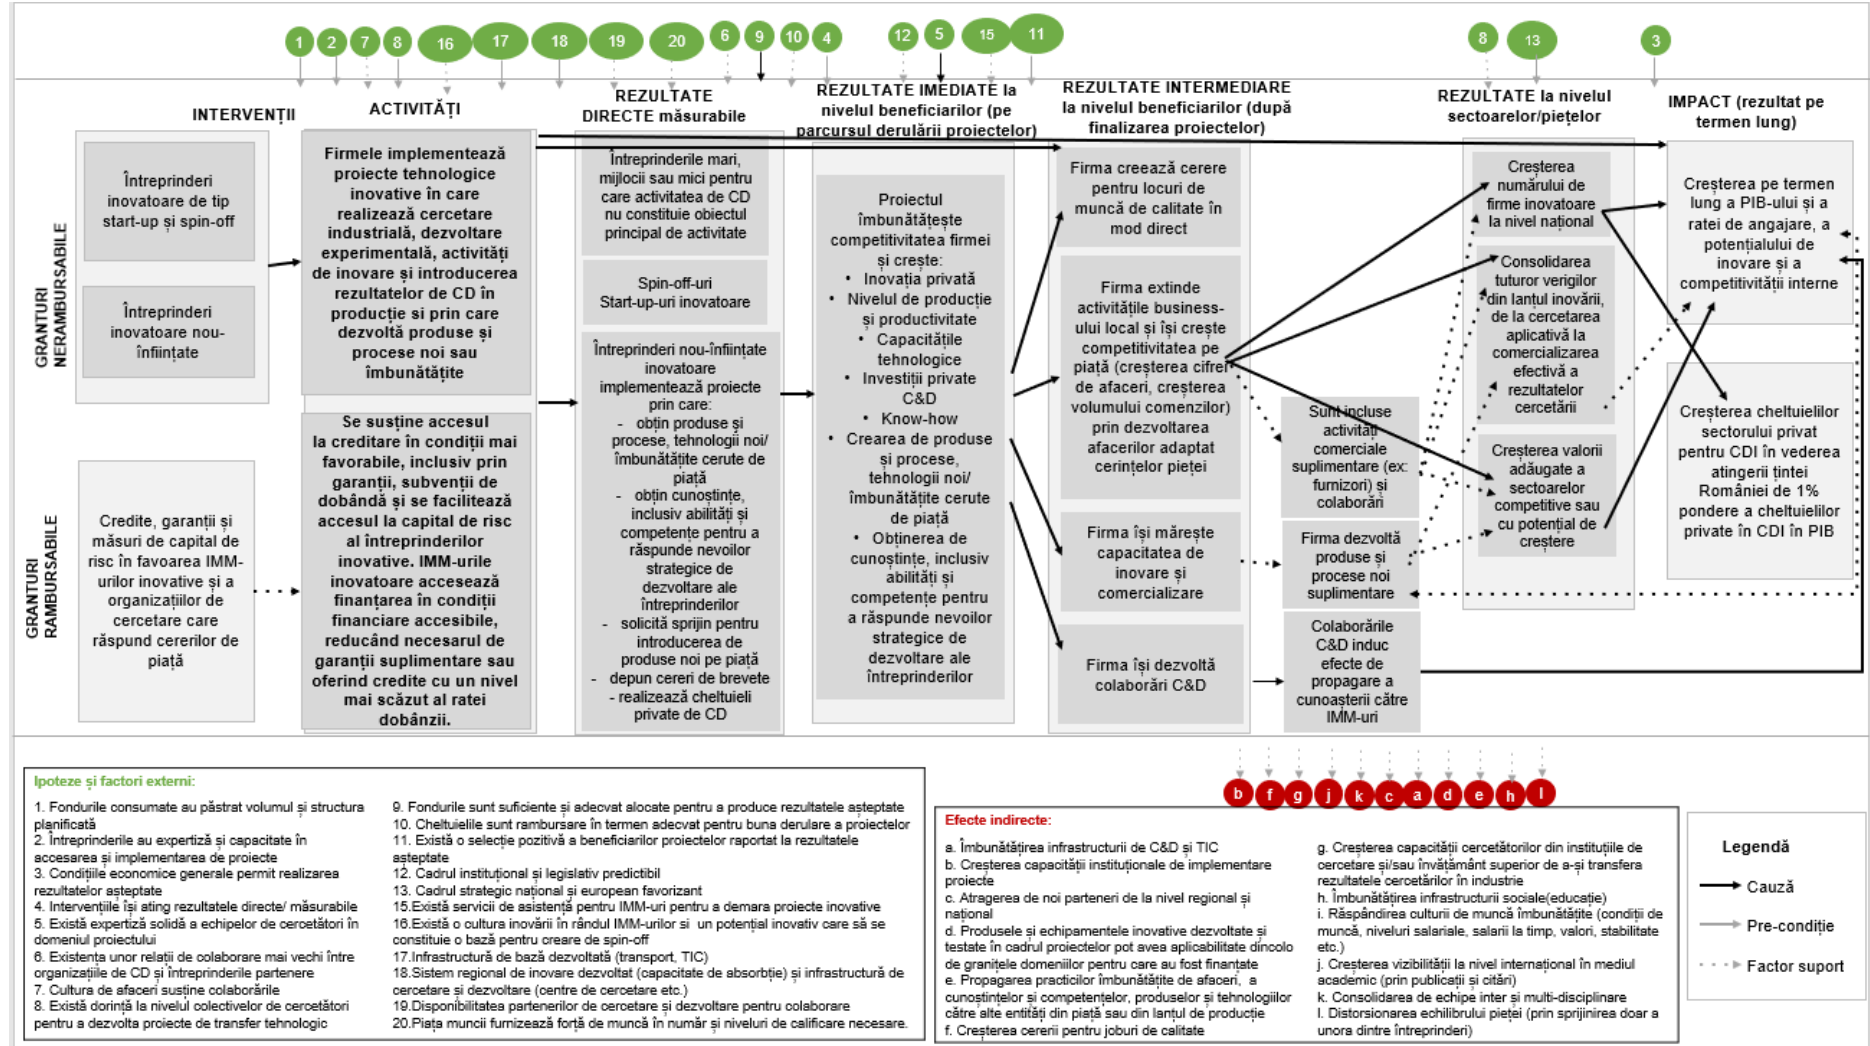 1
2
7
8
16
17
18
19
20
6
9
10
4
12
5
15
11
8
13
3
INTERVENȚII
ACTIVITĂȚI
REZULTATE
DIRECTE măsurabile
REZULTATE IMEDIATE la
nivelul beneficiarilor (pe
parcursul derulării proiectelor)
REZULTATE INTERMEDIARE
la nivelul beneficiarilor (după
finalizarea proiectelor)
REZULTATE la nivelul
sectoarelor/piețelor
IMPACT (rezultat pe
termen lung)
GRANTURI
NERAMBURSABILE
Întreprinderi
inovatoare de tip
start-up și spin-off
Întreprinderi
inovatoare nou-
înființate
GRANTURI
RAMBURSABILE
Credite, garanții și
măsuri de capital de
risc în favoarea IMM-
urilor inovative și a
organizațiilor de
cercetare care
răspund cererilor de
piață
Firmele implementează
proiecte tehnologice
inovative în care
realizează cercetare
industrială, dezvoltare
experimentală, activități
de inovare și introducerea
rezultatelor de CD în
producție si prin care
dezvoltă produse și
procese noi sau
îmbunătățite
Se susține accesul
la creditare în condiții mai
favorabile, inclusiv prin
garanții, subvenții de
dobândă și se facilitează
accesul la capital de risc
al întreprinderilor
inovative. IMM-urile
inovatoare accesează
finanțarea în condiții
financiare accesibile,
reducând necesarul de
garanții suplimentare sau
oferind credite cu un nivel
mai scăzut al ratei
dobânzii.
Întreprinderile mari,
mijlocii sau mici pentru
care activitatea de CD
nu constituie obiectul
principal de activitate
Spin-off-uri
Start-up-uri inovatoare
Întreprinderi nou-înființate
inovatoare
implementează proiecte
prin care:
- obțin produse și
procese, tehnologii noi/
îmbunătățite cerute de
piață
- obțin cunoștințe,
inclusiv abilități și
competențe pentru a
răspunde nevoilor
strategice de
dezvoltare ale
întreprinderilor
- solicită sprijin pentru
introducerea de
produse noi pe piață
- depun cereri de brevete
- realizează cheltuieli
private de CD
Proiectul
îmbunătățește
competitivitatea firmei
și crește:
• Inovația privată
• Nivelul de producție
și productivitate
• Capacitățile
tehnologice
• Investiții private
C&D
• Know-how
• Crearea de produse
și procese,
tehnologii noi/
îmbunătățite cerute
de piață
• Obținerea de
cunoștințe, inclusiv
abilități și
competențe pentru
a răspunde nevoilor
strategice de
dezvoltare ale
întreprinderilor
Firma creează cerere
pentru locuri de
muncă de calitate în
mod direct
Firma extinde
activitățile business-
ului local și își crește
competitivitatea pe
piață (creșterea cifrei
de afaceri, creșterea
volumului comenzilor)
prin dezvoltarea
afacerilor adaptat
cerințelor pieței
Firma își mărește
capacitatea de
inovare și
comercializare
Firma își dezvoltă
colaborări C&D
Sunt incluse
activități
comerciale
suplimentare (ex:
furnizori) și
colaborări
Firma dezvoltă
produse și
procese noi
suplimentare
Colaborările
C&D induc
efecte de
propagare a
cunoașterii către
IMM-uri
Creșterea
numărului de
firme inovatoare
la nivel național
Consolidarea
tuturor verigilor
din lanțul inovării,
de la cercetarea
aplicativă la
comercializarea
efectivă a
rezultatelor
cercetării
Creșterea valorii
adăugate a
sectoarelor
competitive sau
cu potențial de
creștere
Creșterea pe termen
lung a PIB-ului și a
ratei de angajare, a
potențialului de
inovare și a
competitivității interne
Creșterea cheltuielilor
sectorului privat
pentru CDI în vederea
atingerii țintei
României de 1%
pondere a cheltuielilor
private în CDI în PIB
Ipoteze și factori externi:
1. Fondurile consumate au păstrat volumul și structura
planificată
2. Întreprinderile au expertiză și capacitate în
accesarea și implementarea de proiecte
3. Condițiile economice generale permit realizarea
rezultatelor așteptate
4. Intervențiile își ating rezultatele directe/ măsurabile
5. Există expertiză solidă a echipelor de cercetători în
domeniul proiectului
6. Existența unor relații de colaborare mai vechi între
organizațiile de CD și întreprinderile partenere
7. Cultura de afaceri susține colaborările
8. Există dorință la nivelul colectivelor de cercetători
pentru a dezvolta proiecte de transfer tehnologic
9. Fondurile sunt suficiente și adecvat alocate pentru a produce rezultatele așteptate
10. Cheltuielile sunt rambursare în termen adecvat pentru buna derulare a proiectelor
11. Există o selecție pozitivă a beneficiarilor proiectelor raportat la rezultatele
așteptate
12. Cadrul instituțional și legislativ predictibil
13. Cadrul strategic național și european favorizant
15.Există servicii de asistență pentru IMM-uri pentru a demara proiecte inovative
16.Există o cultura inovării în rândul IMM-urilor si un potențial inovativ care să se
constituie o bază pentru creare de spin-off
17.Infrastructură de bază dezvoltată (transport, TIC)
18.Sistem regional de inovare dezvoltat (capacitate de absorbție) și infrastructură de
cercetare și dezvoltare (centre de cercetare etc.)
19.Disponibilitatea partenerilor de cercetare și dezvoltare pentru colaborare
20.Piața muncii furnizează forță de muncă în număr și niveluri de calificare necesare.
b
f
g
j
k
c
a
d
e
h
l
Efecte indirecte:
a. Îmbunătățirea infrastructurii de C&D și TIC
b. Creșterea capacității instituționale de implementare
proiecte
c. Atragerea de noi parteneri de la nivel regional și
național
d. Produsele și echipamentele inovative dezvoltate și
testate în cadrul proiectelor pot avea aplicabilitate dincolo
de granițele domeniilor pentru care au fost finanțate
e. Propagarea practicilor îmbunătățite de afaceri, a
cunoștințelor și competențelor, produselor și tehnologiilor
către alte entități din piață sau din lanțul de producție
f. Creșterea cererii pentru joburi de calitate
g. Creșterea capacității cercetătorilor din instituțiile de
cercetare și/sau învățământ superior de a-și transfera
rezultatele cercetărilor în industrie
h. Îmbunătățirea infrastructurii sociale(educație)
i. Răspândirea culturii de muncă îmbunătățite (condiții de
muncă, niveluri salariale, salarii la timp, valori, stabilitate
etc.)
j. Creșterea vizibilității la nivel internațional în mediul
academic (prin publicații și citări)
k. Consolidarea de echipe inter și multi-disciplinare
l. Distorsionarea echilibrului pieței (prin sprijinirea doar a
unora dintre întreprinderi)
Legendă
Cauză
Pre-condiție
Factor suport